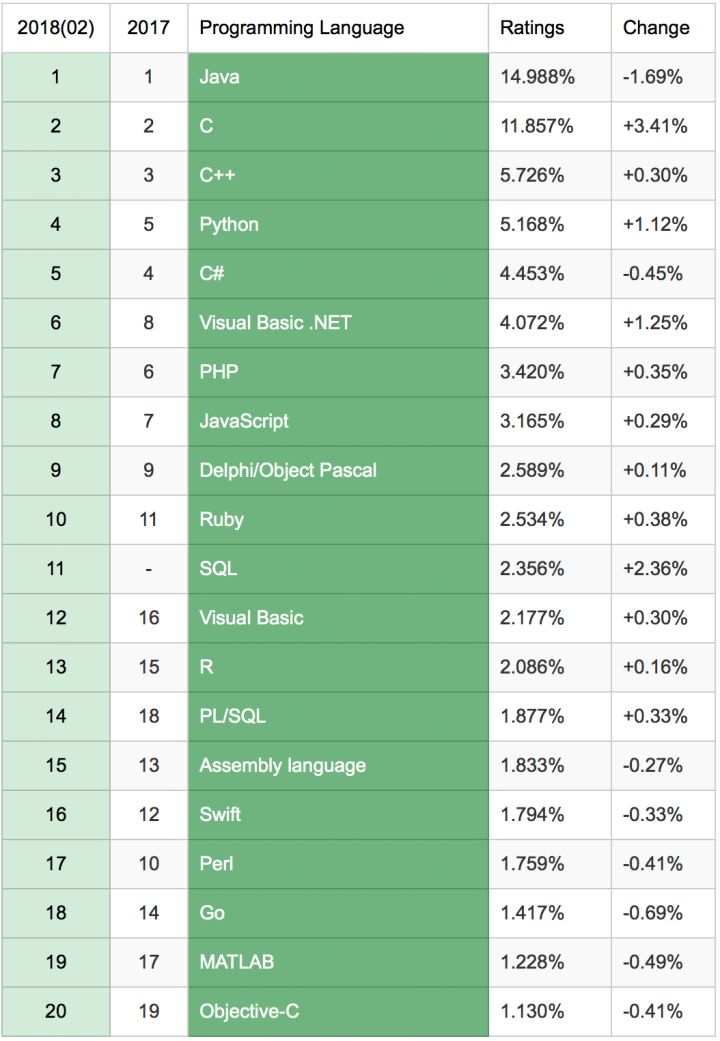 2018(02) 2017 Programming Language Ratings Change
1 1 Java 14.988% -1.69%
2 2 C 11.857% +3.41%
3 3 C++ 5.726% +0.30%
4 5 Python 5.168% +1.12%
5 4 C# 4.453% -0.45%
6 8 Visual Basic .NET 4.072% +1.25%
7 6 PHP 3.420% +0.35%
8 7 JavaScript 3.165% +0.29%
9 9 Delphi/Object Pascal 2.589% +0.11%
10 11 Ruby 2.534% +0.38%
11 - SQL 2.356% +2.36%
12 16 Visual Basic 2.177% +0.30%
13 15 R 2.086% +0.16%
14 18 PL/SQL 1.877% +0.33%
15 13 Assembly language 1.833% -0.27%
16 12 Swift 1.794% -0.33%
17 10 Perl 1.759% -0.41%
18 14 Go 1.417% -0.69%
19 17 MATLAB 1.228% -0.49%
20 19 Objective-C 1.130% -0.41%